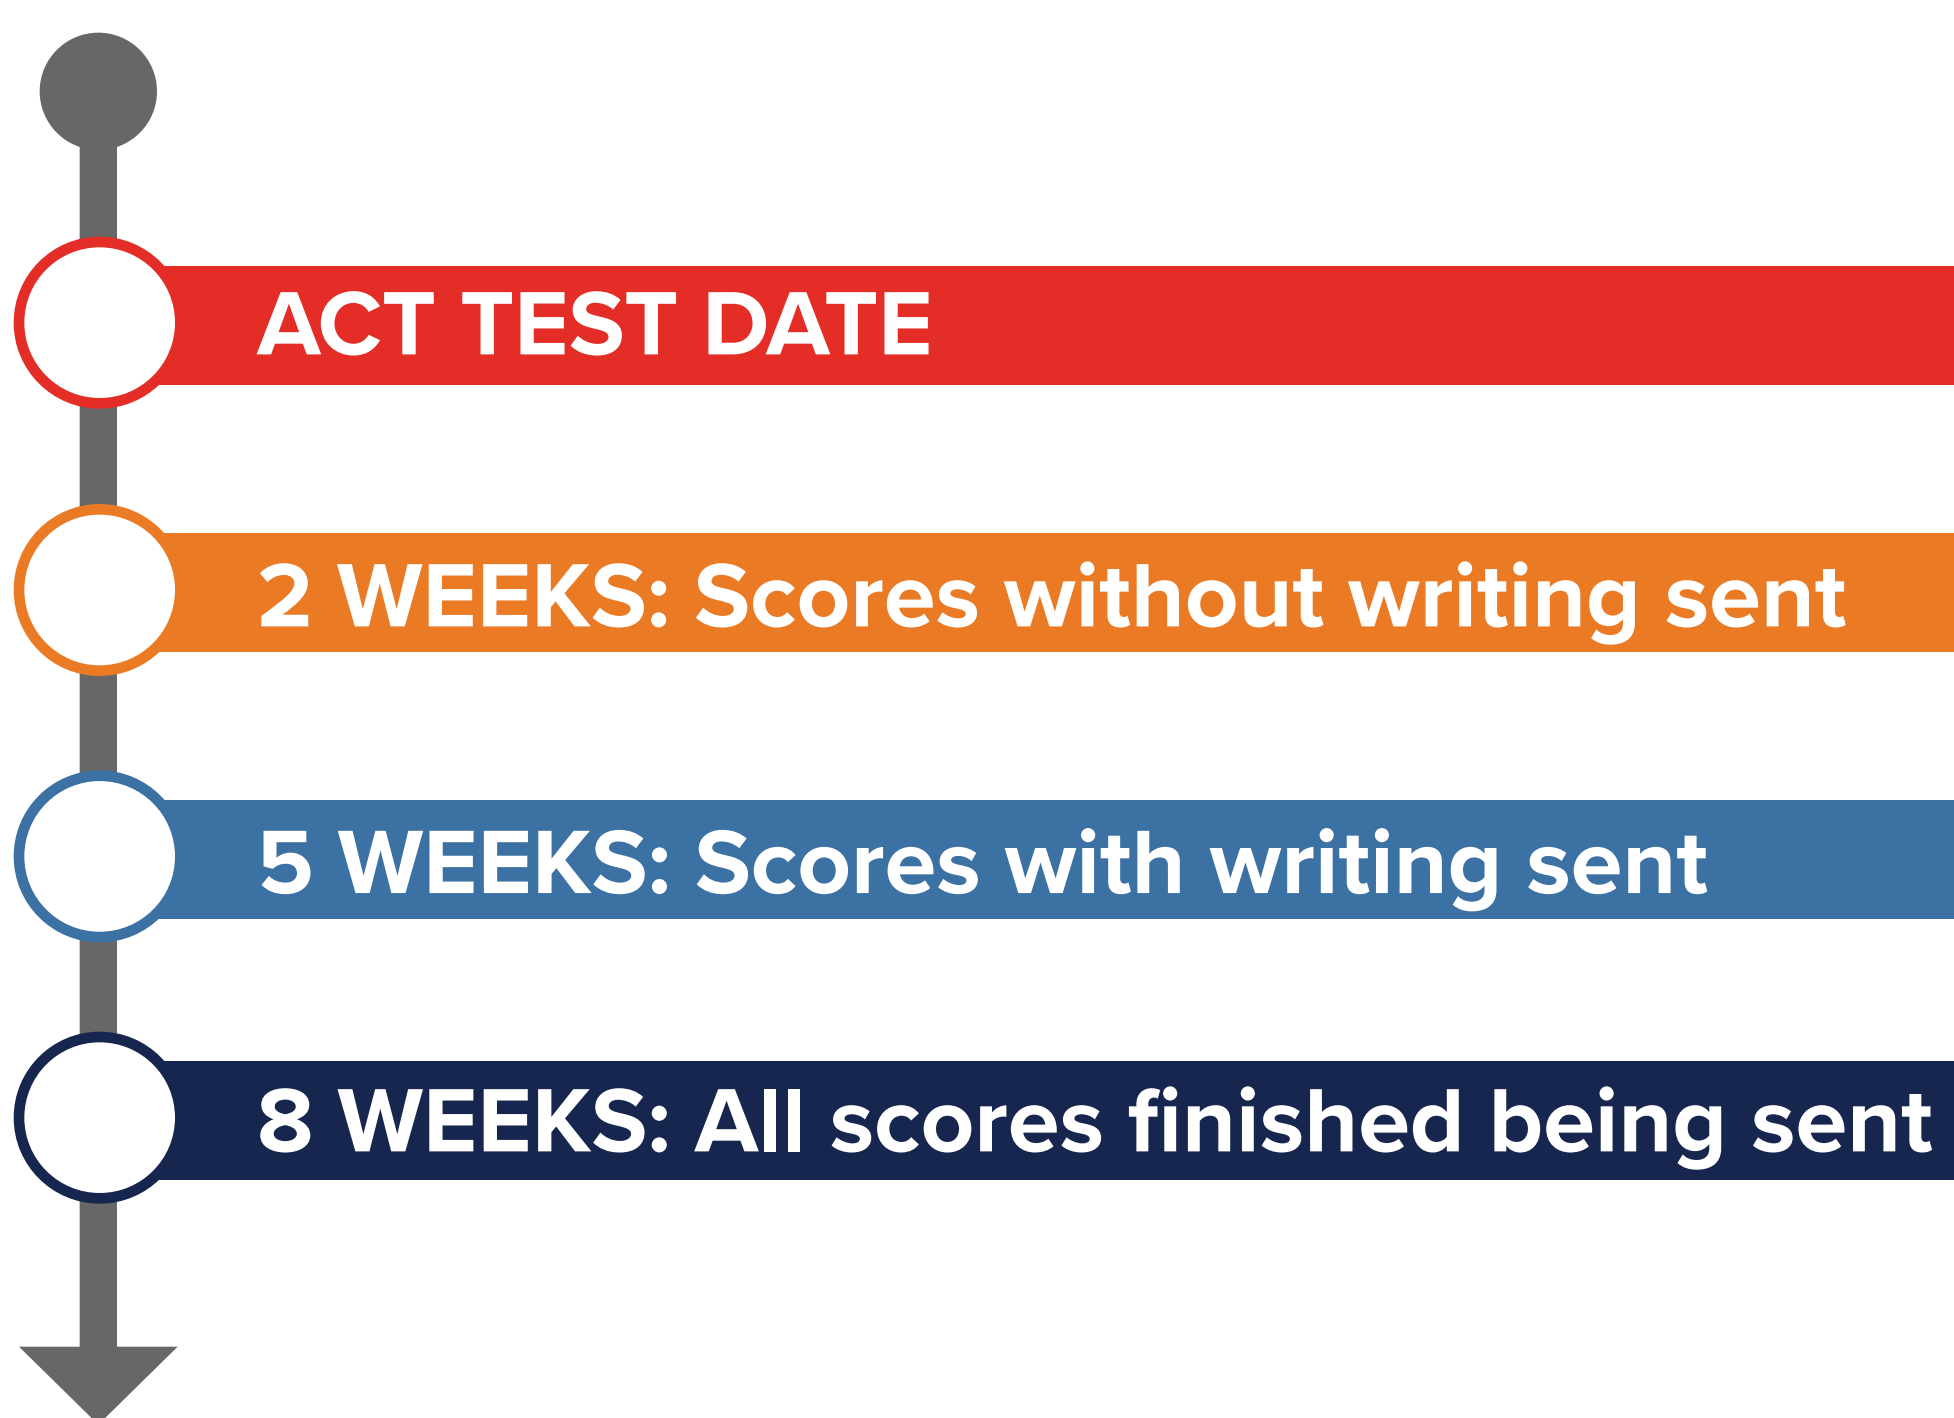 ACT TEST DATE
2 WEEKS: Scores without writing sent
5 WEEKS: Scores with writing sent
8 WEEKS: All scores finished being sent